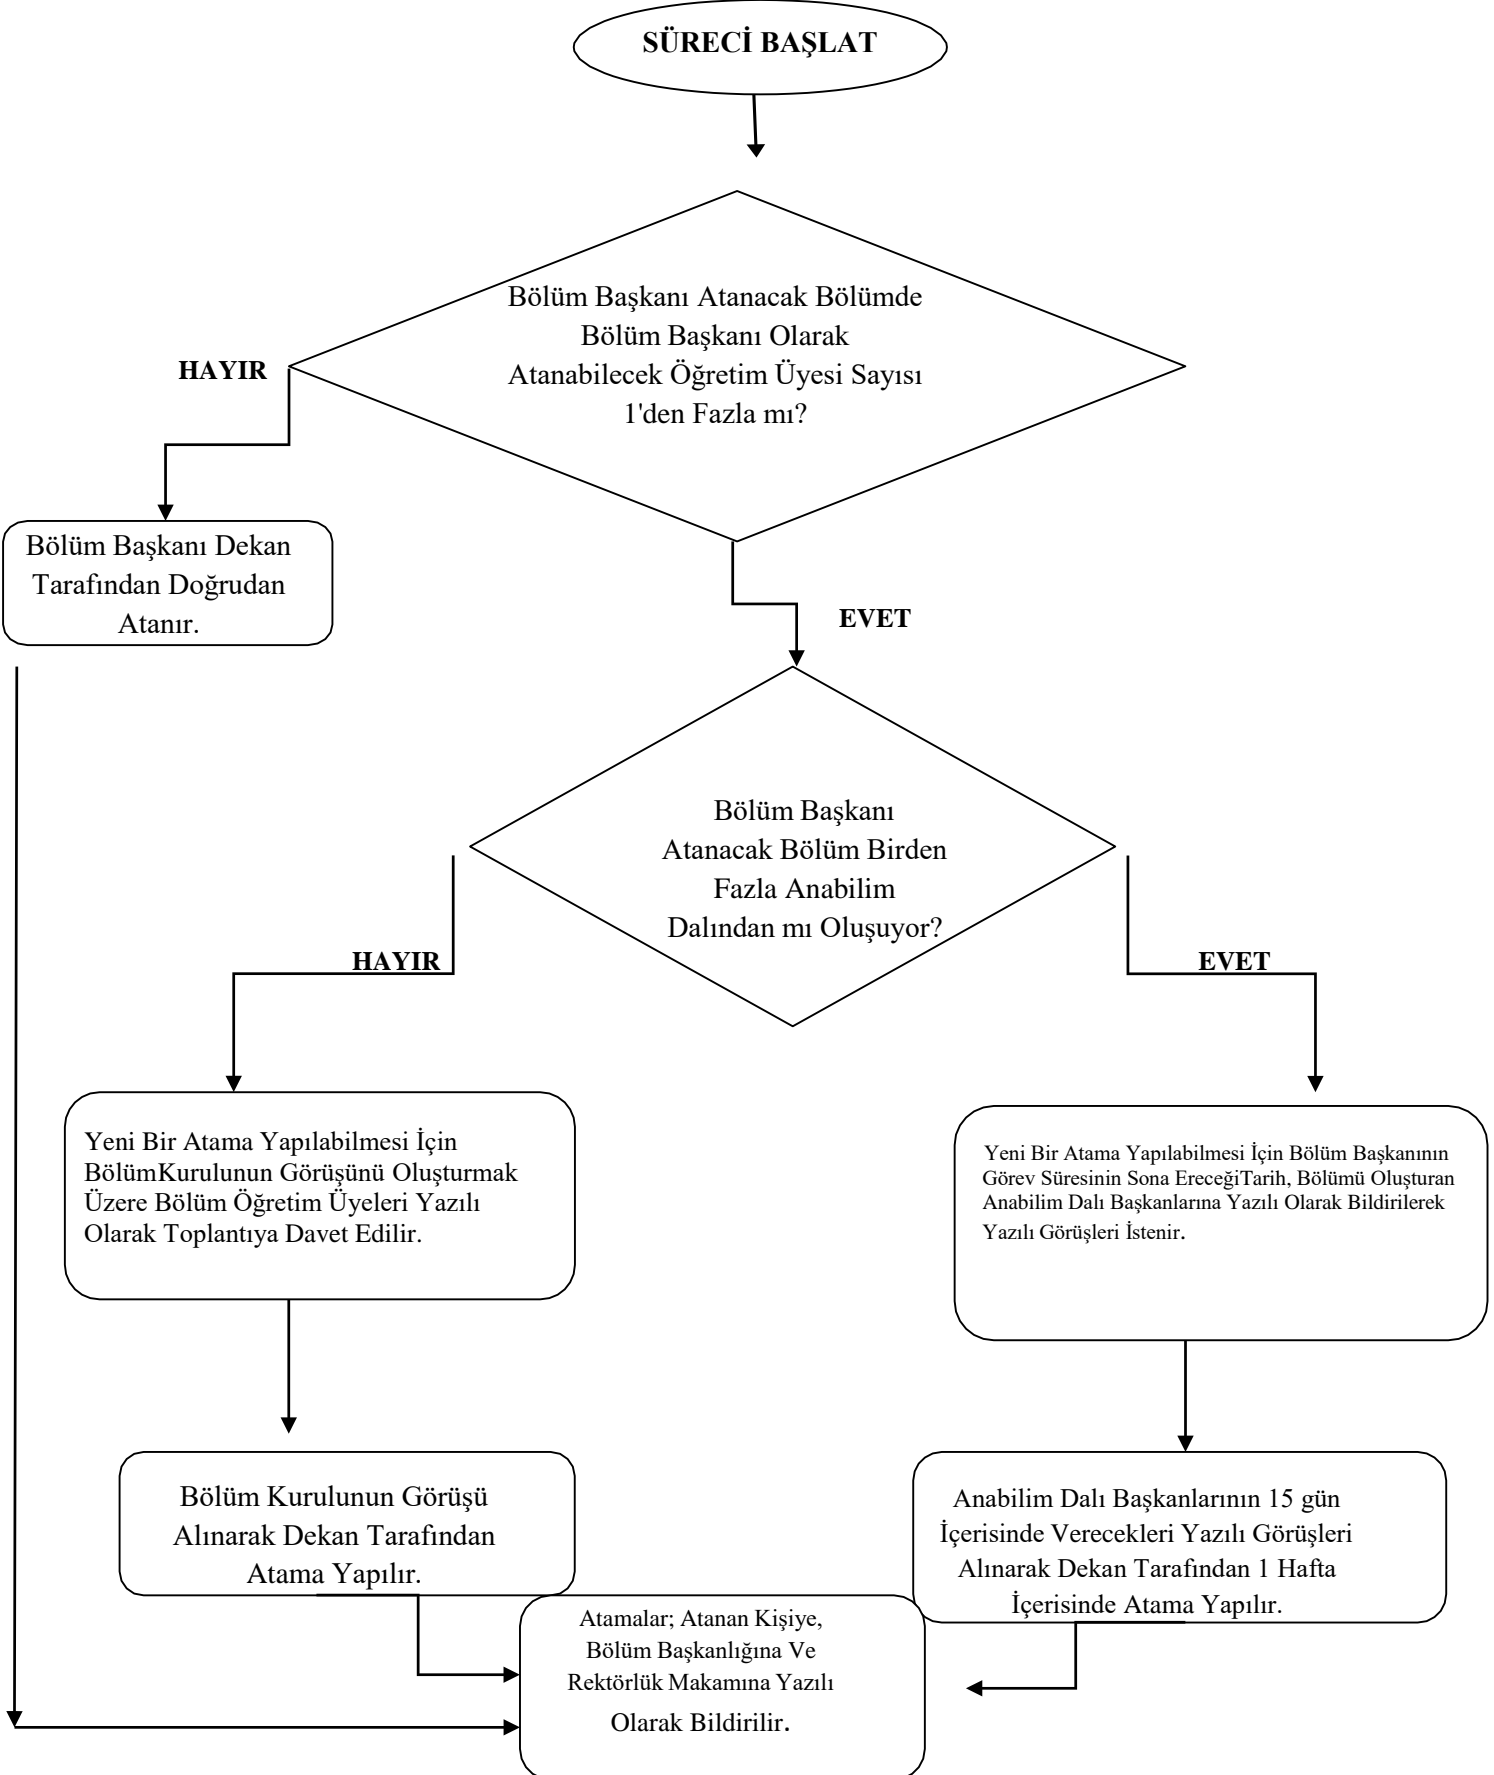 SÜRECİ BAŞLAT
Bölüm Başkanı Atanacak Bölümde
Bölüm Başkanı Olarak
Atanabilecek Öğretim Üyesi Sayısı
1'den Fazla mı?
HAYIR
Bölüm Başkanı Dekan
Tarafından Doğrudan
Atanır.
EVET
Bölüm Başkanı
Atanacak Bölüm Birden
Fazla Anabilim
Dalından mı Oluşuyor?
HAYIR
EVET
Yeni Bir Atama Yapılabilmesi İçin
BölümKurulunun Görüşünü Oluşturmak
Üzere Bölüm Öğretim Üyeleri Yazılı
Olarak Toplantıya Davet Edilir.
Yeni Bir Atama Yapılabilmesi İçin Bölüm Başkanının
Görev Süresinin Sona EreceğiTarih, Bölümü Oluşturan
Anabilim Dalı Başkanlarına Yazılı Olarak Bildirilerek
Yazılı Görüşleri İstenir.
Bölüm Kurulunun Görüşü
Alınarak Dekan Tarafından
Atama Yapılır.
Anabilim Dalı Başkanlarının 15 gün
İçerisinde Verecekleri Yazılı Görüşleri
Alınarak Dekan Tarafından 1 Hafta
İçerisinde Atama Yapılır.
Atamalar; Atanan Kişiye,
Bölüm Başkanlığına Ve
Rektörlük Makamına Yazılı
Olarak Bildirilir.